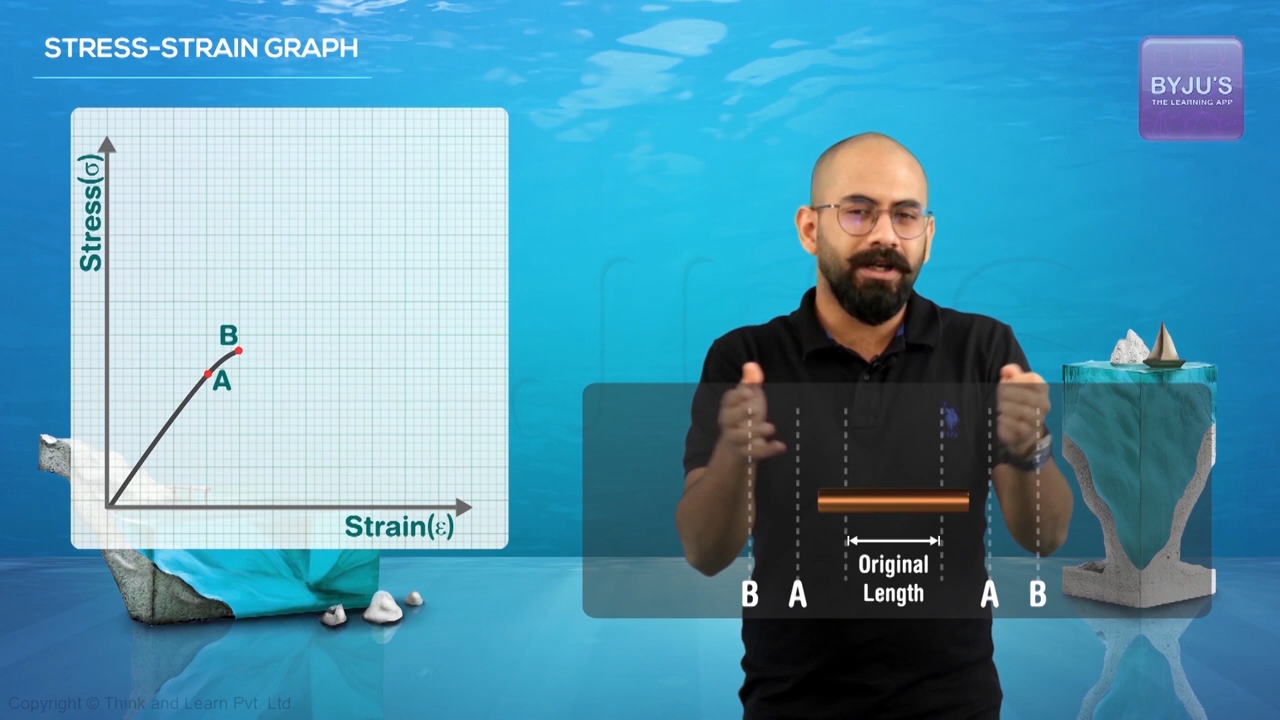 STRESS-STRAIN GRAPH
BYJU'S
THE LEARNING APP
Stress(σ)
B
A
Strain(ε)
Original
Length
B A A B
Copyright © Think and Learn Pvt. Ltd.